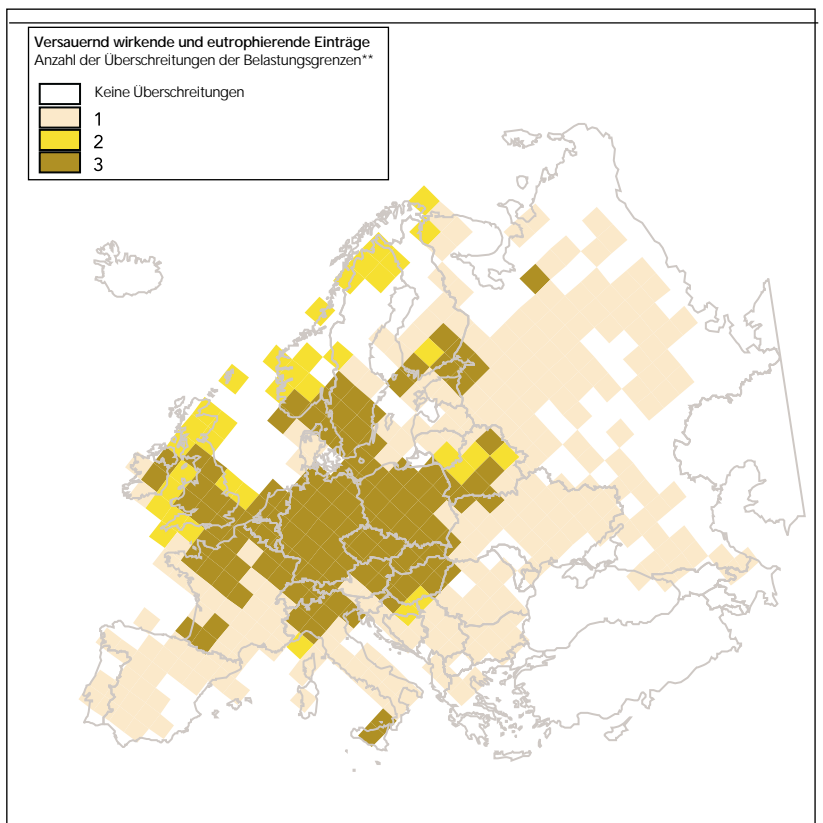 Versauernd wirkende und eutrophierende Einträge
Anzahl der Überschreitungen der Belastungsgrenzen**
Keine Überschreitungen
1
2
3